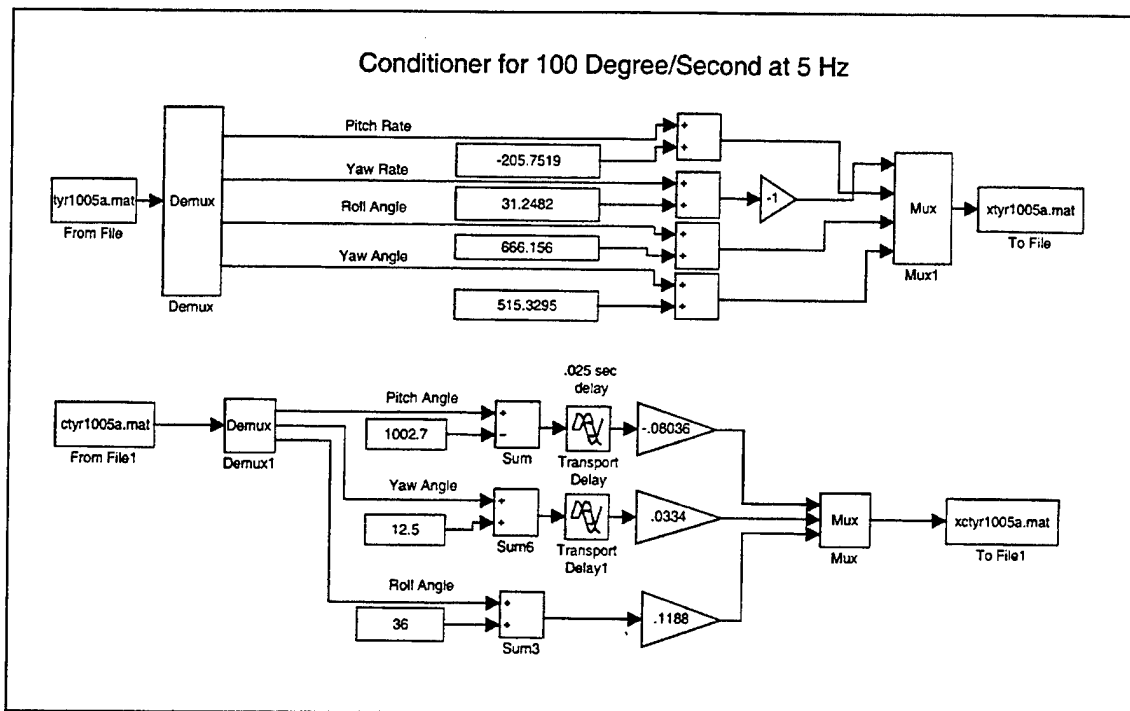 Conditioner for 100 Degree/Second at 5 Hz
Pitch Rate
-205.7519
Yaw Rate
31.2482
-1
tyr1005a.mat
From File
Demux
Demux
Roll Angle
666.156
Yaw Angle
515.3295
Mux
Mux1
xtyr1005a.mat
To File
.025 sec
delay
Pitch Angle
1002.7
Sum
Transport
Delay
-.08036
ctyr1005a.mat
From File1
Demux
Demux1
Yaw Angle
12.5
Sum6
Transport
Delay1
.0334
Mux
Mux
xctyr1005a.mat
To File1
Roll Angle
36
Sum3
.1188